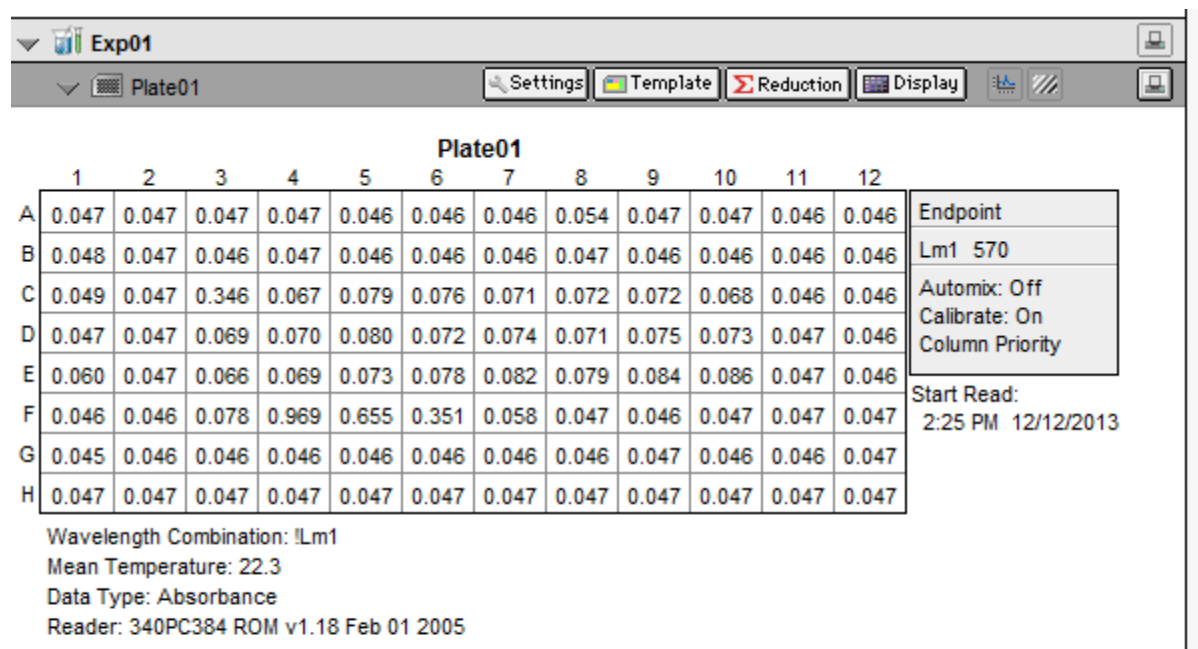 Exp01
Plate01 Settings Template Reduction Display
Plate01
1 2 3 4 5 6 7 8 9 10 11 12
A 0.047 0.047 0.047 0.047 0.046 0.046 0.046 0.054 0.047 0.047 0.046 0.046
B 0.048 0.047 0.046 0.047 0.046 0.046 0.046 0.047 0.046 0.046 0.046 0.046
C 0.049 0.047 0.346 0.067 0.079 0.076 0.071 0.072 0.072 0.068 0.046 0.046
D 0.047 0.047 0.069 0.070 0.080 0.072 0.074 0.071 0.075 0.073 0.047 0.046
E 0.060 0.047 0.066 0.069 0.073 0.078 0.082 0.079 0.084 0.086 0.047 0.046
F 0.046 0.046 0.078 0.969 0.655 0.351 0.058 0.047 0.046 0.047 0.047 0.047
G 0.045 0.046 0.046 0.046 0.046 0.046 0.046 0.046 0.047 0.046 0.046 0.047
H 0.047 0.047 0.047 0.047 0.047 0.047 0.047 0.047 0.047 0.047 0.047 0.047
Endpoint
Lm1 570
Automix: Off
Calibrate: On
Column Priority
Start Read:
2:25 PM 12/12/2013
Wavelength Combination: !Lm1
Mean Temperature: 22.3
Data Type: Absorbance
Reader: 340PC384 ROM v1.18 Feb 01 2005